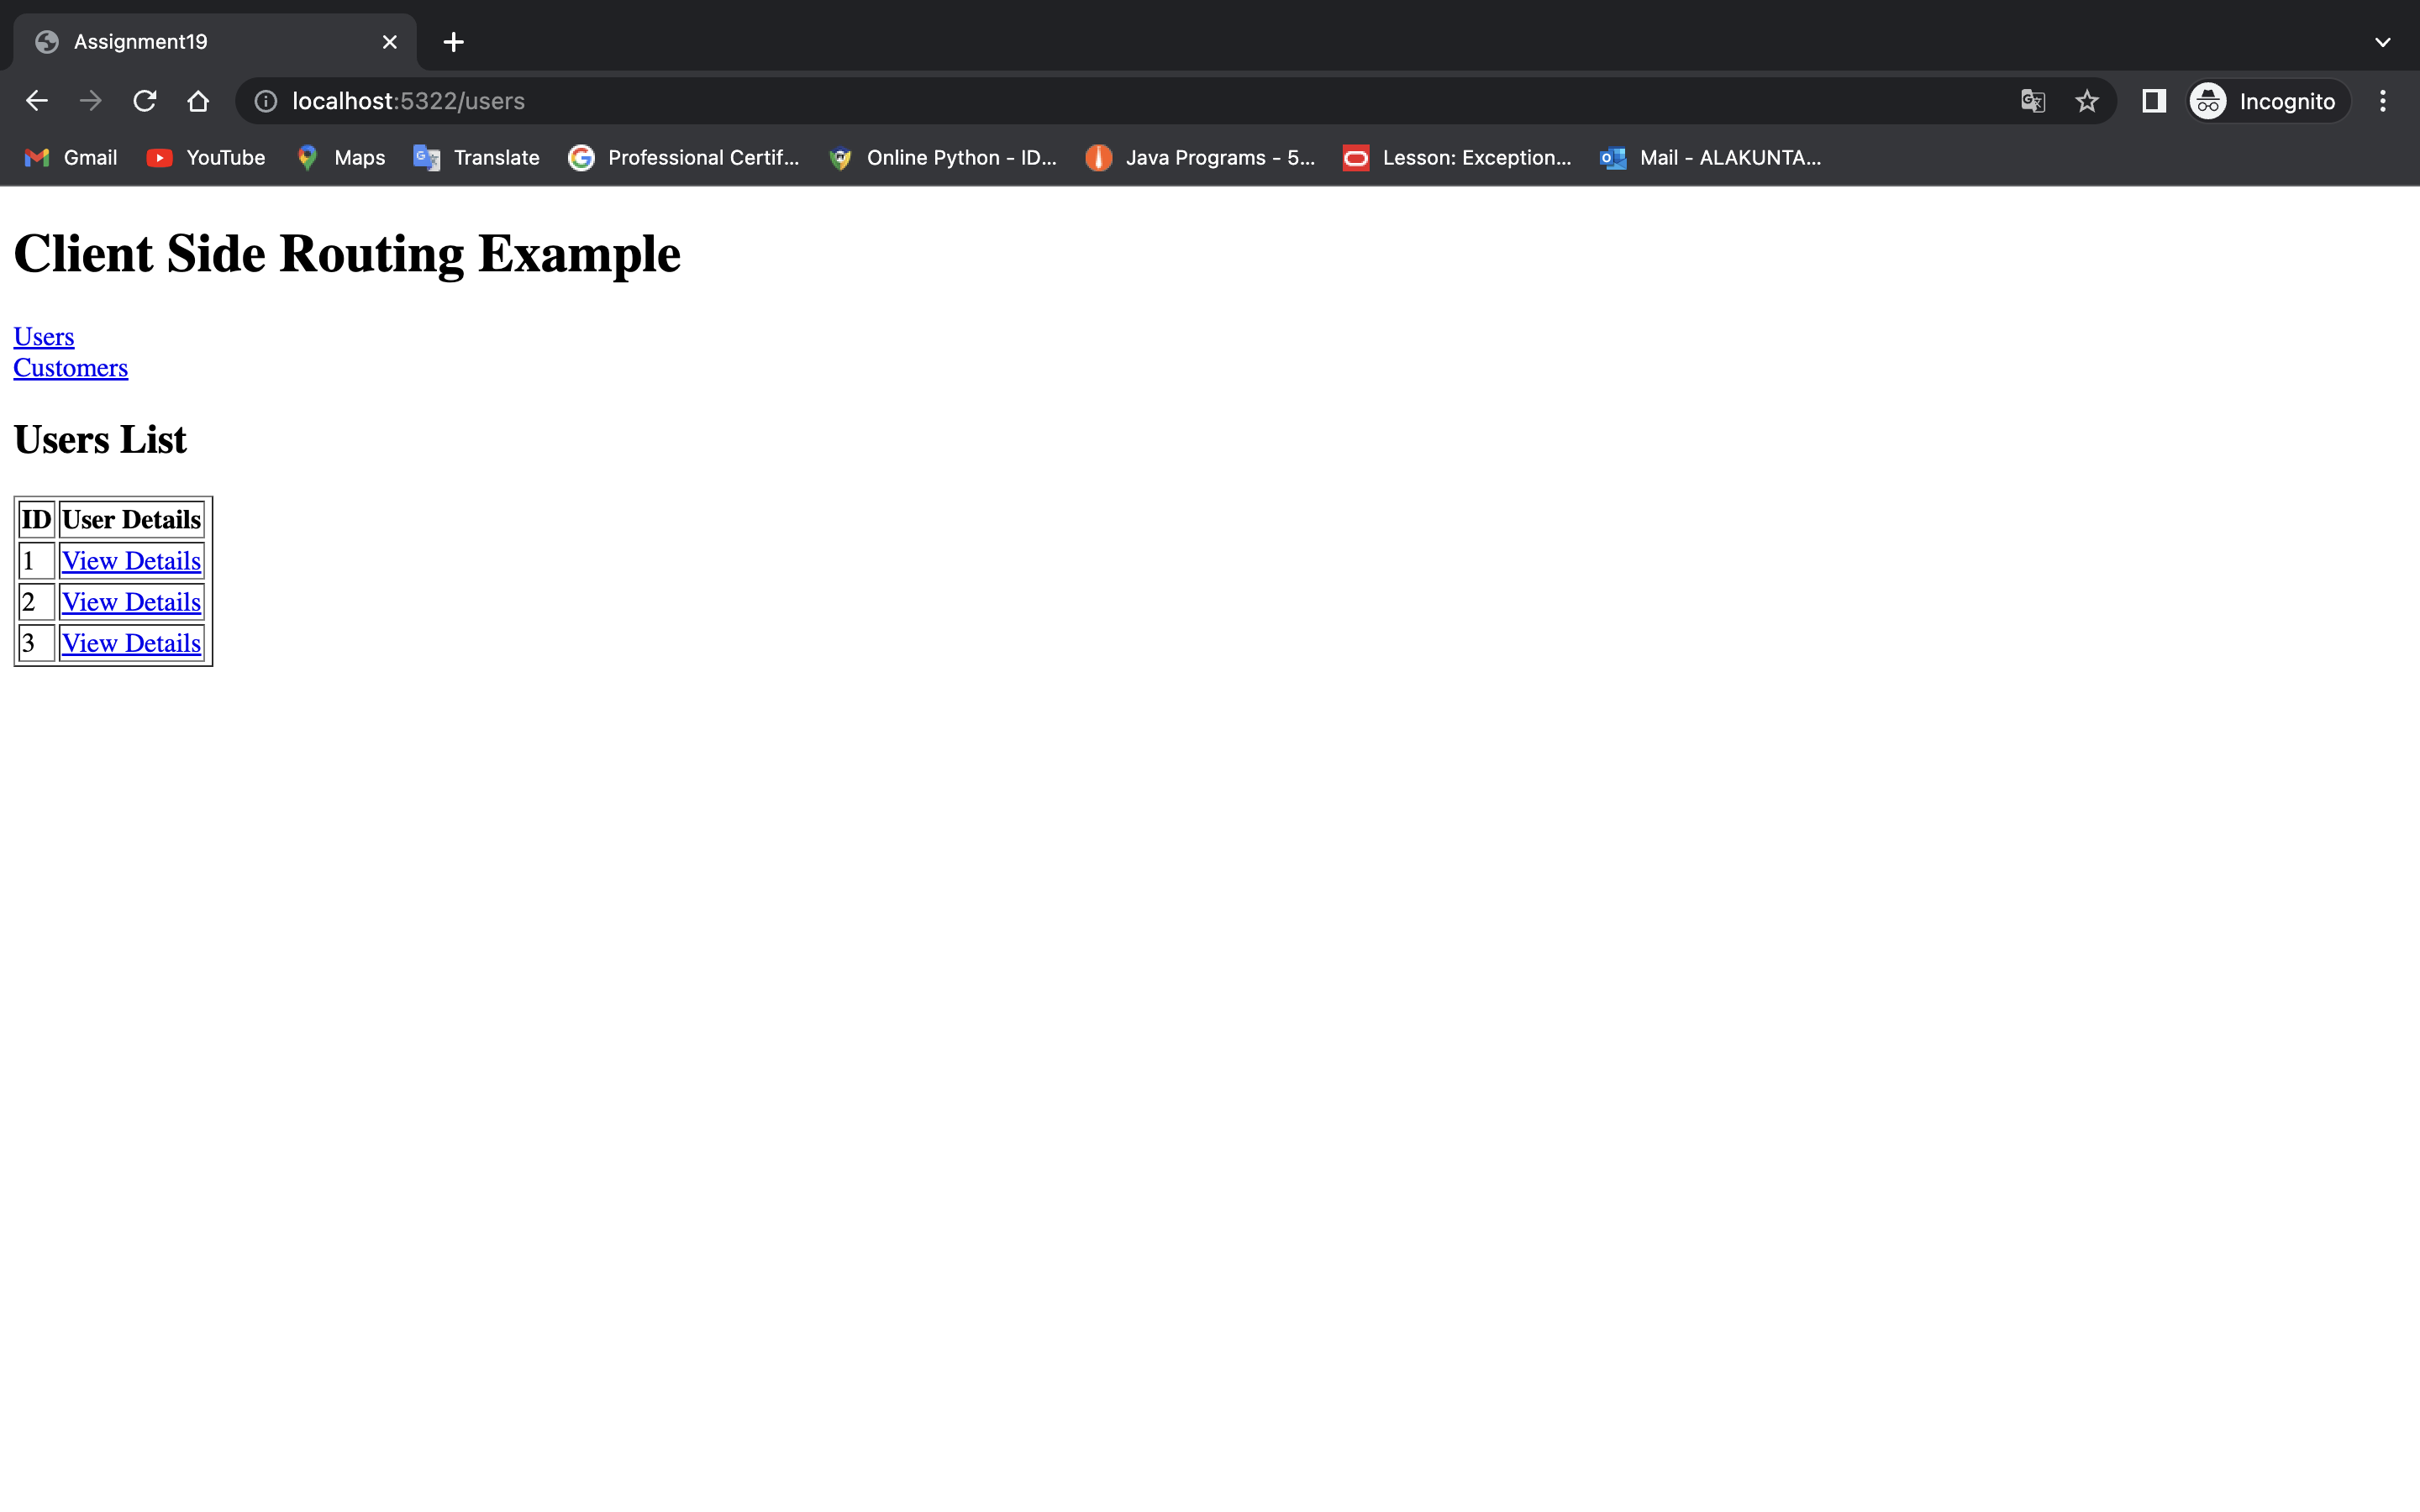 Assignment19
localhost:5322/users
Incognito
Gmail YouTube Maps Translate Professional Certif... Online Python - ID... Java Programs - 5... Lesson: Exception... Mail - ALAKUNTA...
Client Side Routing Example
Users
Customers
Users List
ID User Details
1 View Details
2 View Details
3 View Details